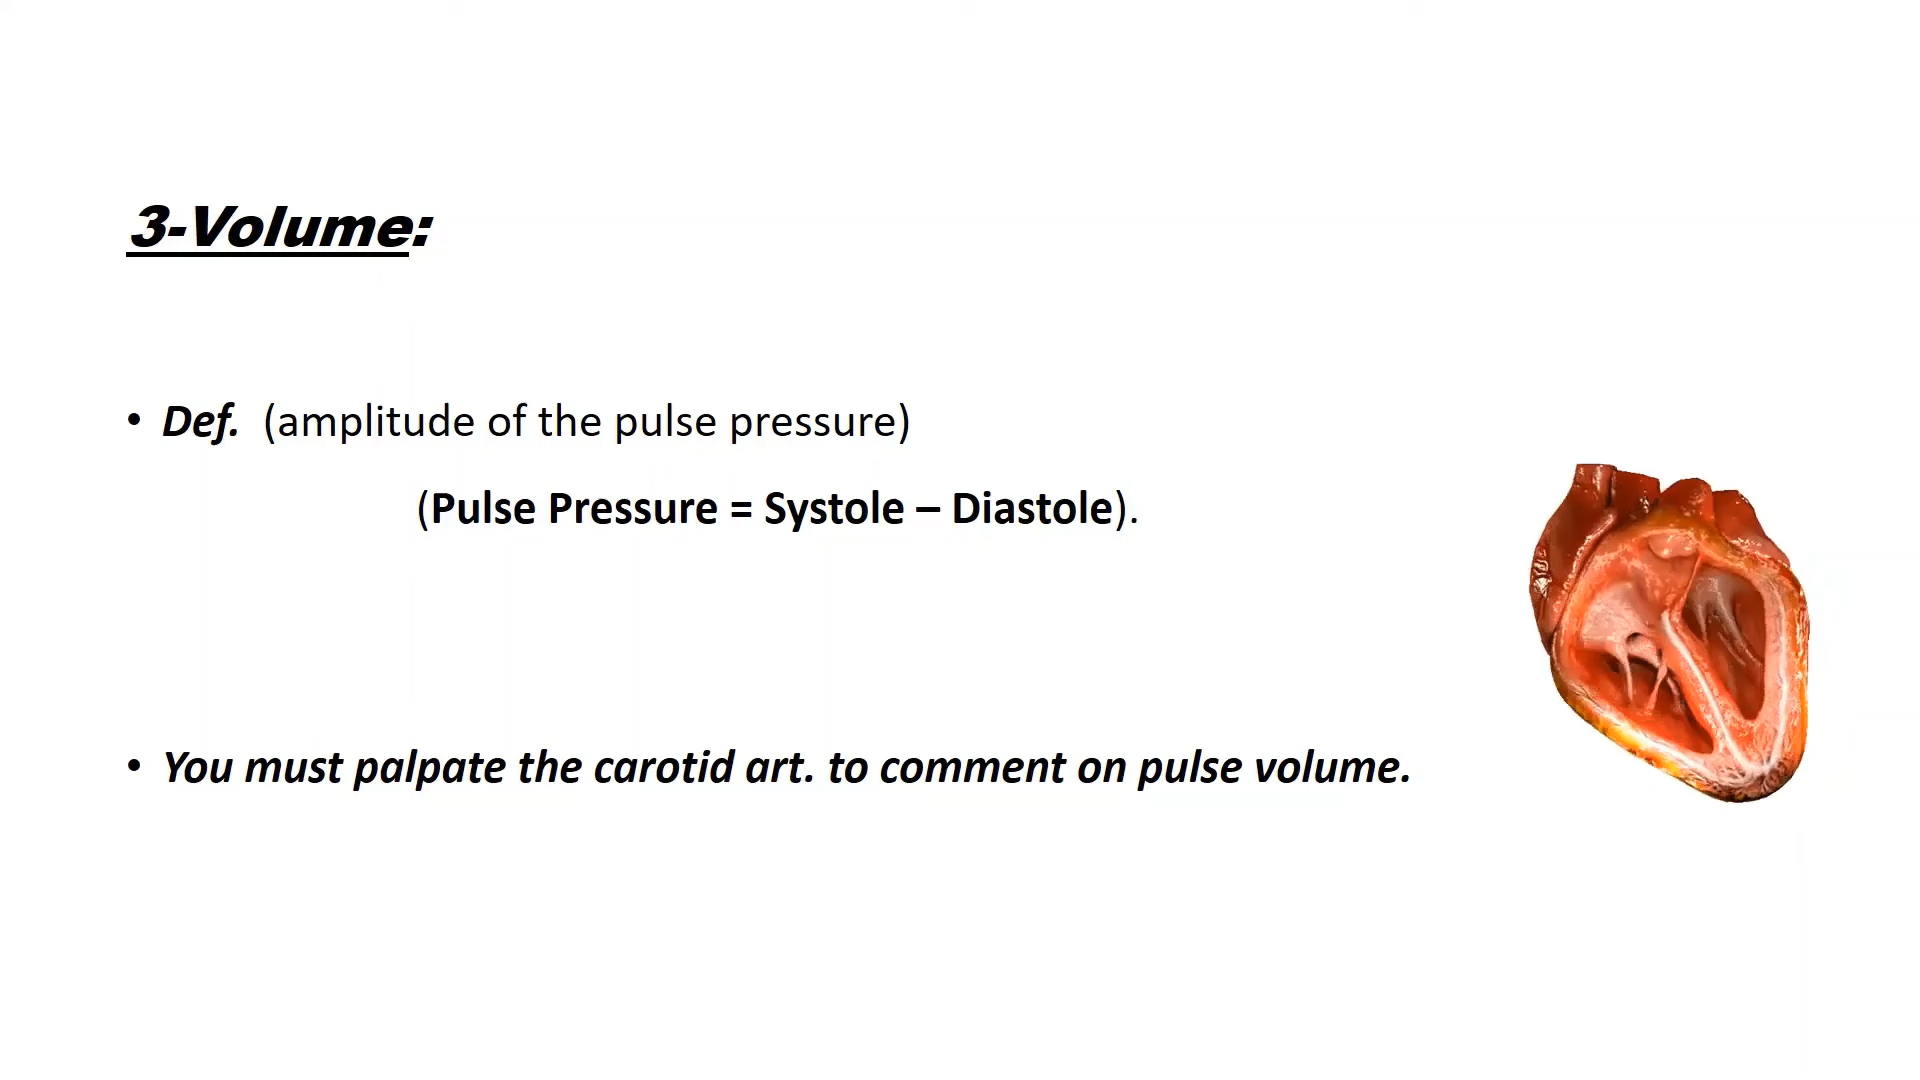 3-Volume:
• Def. (amplitude of the pulse pressure)
(Pulse Pressure = Systole – Diastole).
• You must palpate the carotid art. to comment on pulse volume.